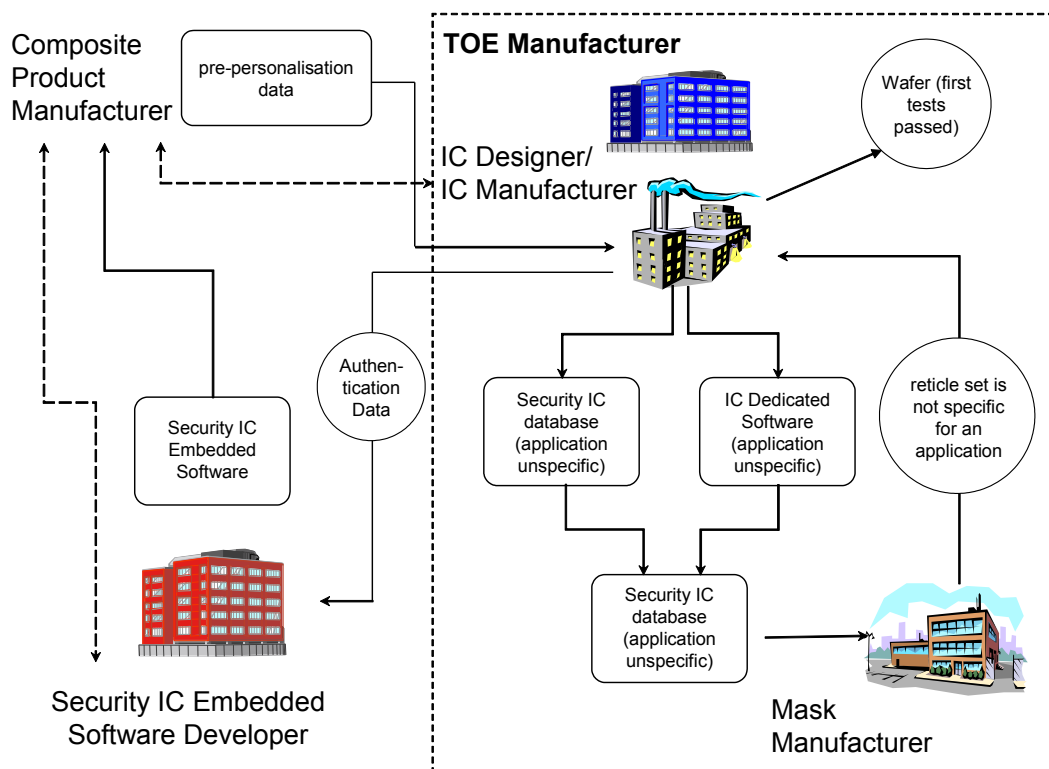 Composite
Product
Manufacturer
pre-personalisation
data
TOE Manufacturer
Wafer (first
tests
passed)
IC Designer/
IC Manufacturer
Authen-
tication
Data
Security IC
Embedded
Software
Security IC
database
(application
unspecific)
IC Dedicated
Software
(application
unspecific)
reticle set is
not specific
for an
application
Security IC
database
(application
unspecific)
Security IC Embedded
Software Developer
Mask
Manufacturer